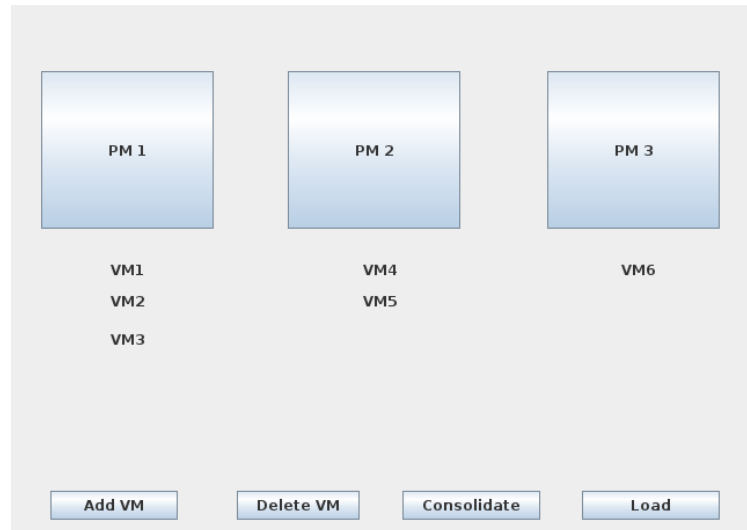 PM 1 PM 2 PM 3
VM1 VM4 VM6
VM2 VM5
VM3
Add VM Delete VM Consolidate Load